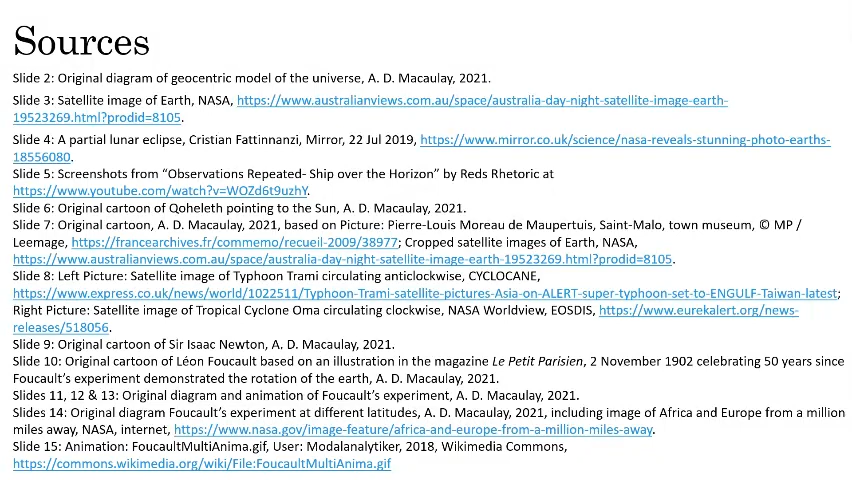 Sources
Slide 2: Original diagram of geocentric model of the universe, A. D. Macaulay, 2021.
Slide 3: Satellite image of Earth, NASA, https://www.australianviews.com.au/space/australia-day-night-satellite-image-earth-
19523269.html?prodid=8105.
Slide 4: A partial lunar eclipse, Cristian Fattinnanzi, Mirror, 22 Jul 2019, https://www.mirror.co.uk/science/nasa-reveals-stunning-photo-earths-
18556080.
Slide 5: Screenshots from “Observations Repeated- Ship over the Horizon” by Reds Rhetoric at
https://www.youtube.com/watch?v=WOZd6t9uzhY.
Slide 6: Original cartoon of Qoheleth pointing to the Sun, A. D. Macaulay, 2021.
Slide 7: Original cartoon, A. D. Macaulay, 2021, based on Picture: Pierre-Louis Moreau de Maupertuis, Saint-Malo, town museum, © MP /
Leemage, https://francearchives.fr/commemo/recueil-2009/38977; Cropped satellite images of Earth, NASA,
https://www.australianviews.com.au/space/australia-day-night-satellite-image-earth-19523269.html?prodid=8105.
Slide 8: Left Picture: Satellite image of Typhoon Trami circulating anticlockwise, CYCLOCANE,
https://www.express.co.uk/news/world/1022511/Typhoon-Trami-satellite-pictures-Asia-on-ALERT-super-typhoon-set-to-ENGULF-Taiwan-latest;
Right Picture: Satellite image of Tropical Cyclone Oma circulating clockwise, NASA Worldview, EOSDIS, https://www.eurekalert.org/news-
releases/518056.
Slide 9: Original cartoon of Sir Isaac Newton, A. D. Macaulay, 2021.
Slide 10: Original cartoon of Léon Foucault based on an illustration in the magazine Le Petit Parisien, 2 November 1902 celebrating 50 years since
Foucault’s experiment demonstrated the rotation of the earth, A. D. Macaulay, 2021.
Slides 11, 12 & 13: Original diagram and animation of Foucault’s experiment, A. D. Macaulay, 2021.
Slides 14: Original diagram Foucault’s experiment at different latitudes, A. D. Macaulay, 2021, including image of Africa and Europe from a million
miles away, NASA, internet, https://www.nasa.gov/image-feature/africa-and-europe-from-a-million-miles-away.
Slide 15: Animation: FoucaultMultiAnima.gif, User: Modalanalytiker, 2018, Wikimedia Commons,
https://commons.wikimedia.org/wiki/File:FoucaultMultiAnima.gif